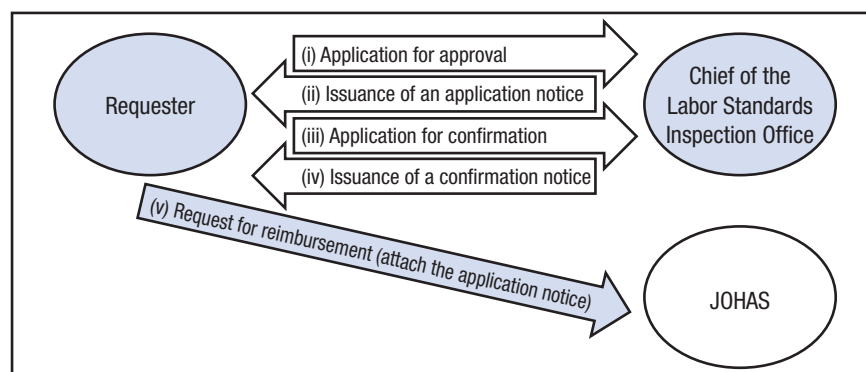 Requester
(i) Application for approval
(ii) Issuance of an application notice
(iii) Application for confirmation
(iv) Issuance of a confirmation notice
Chief of the
Labor Standards
Inspection Office
(v) Request for reimbursement (attach the application notice)
JOHAS